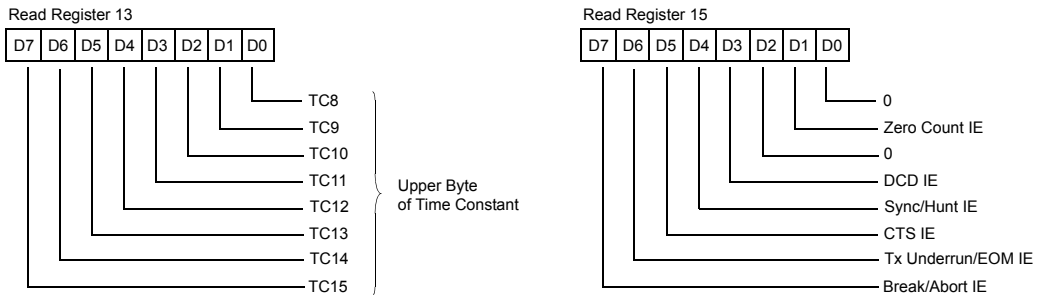 Read Register 13
D7 D6 D5 D4 D3 D2 D1 D0
TC8
TC9
TC10
TC11
TC12
TC13
TC14
TC15
Upper Byte
of Time Constant
Read Register 15
D7 D6 D5 D4 D3 D2 D1 D0
0
Zero Count IE
0
DCD IE
Sync/Hunt IE
CTS IE
Tx Underrun/EOM IE
Break/Abort IE